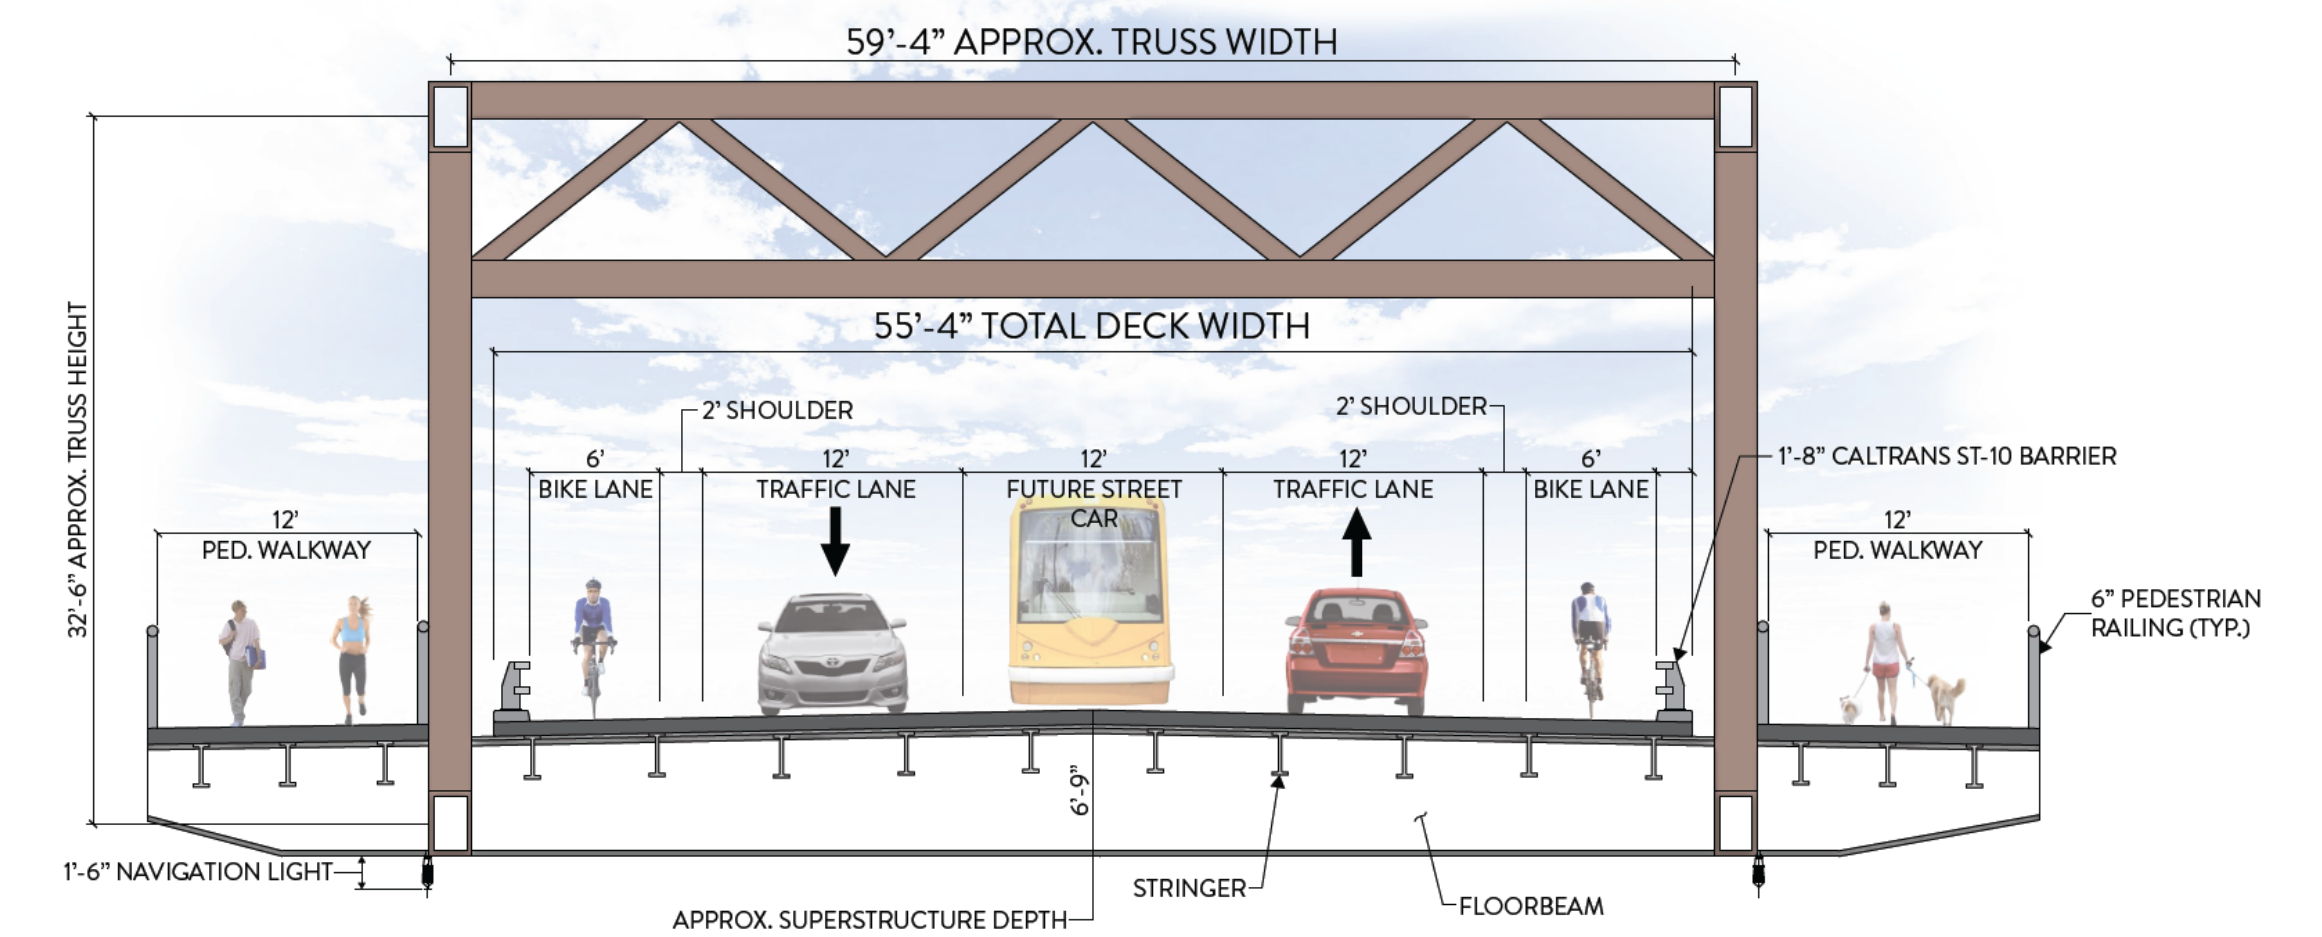 59'-4” APPROX. TRUSS WIDTH
55'-4” TOTAL DECK WIDTH
32'-6” APPROX. TRUSS HEIGHT
2' SHOULDER
2' SHOULDER
6'
BIKE LANE
12'
TRAFFIC LANE
12'
FUTURE STREET
CAR
12'
TRAFFIC LANE
6'
BIKE LANE
1'-8” CALTRANS ST-10 BARRIER
12'
PED. WALKWAY
12'
PED. WALKWAY
6” PEDESTRIAN
RAILING (TYP.)
6'-9”
1'-6” NAVIGATION LIGHT
STRINGER
FLOORBEAM
APPROX. SUPERSTRUCTURE DEPTH